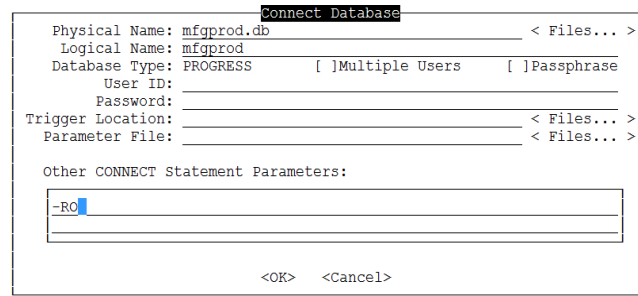 Connect Database
Physical Name: mfgprod.db < Files... >
Logical Name: mfgprod
Database Type: PROGRESS [ ]Multiple Users [ ]Passphrase
User ID:
Password:
Trigger Location: < Files... >
Parameter File: < Files... >
Other CONNECT Statement Parameters:
-RO
<OK> <Cancel>